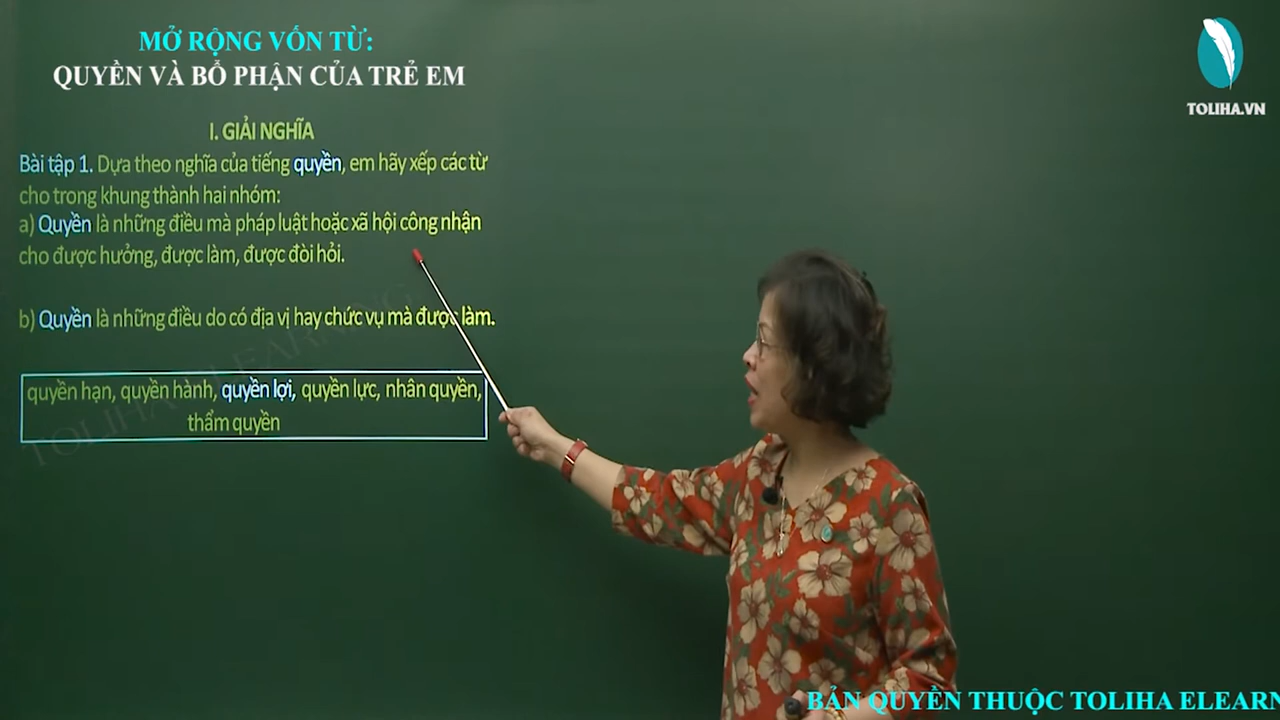 MỞ RỘNG VỐN TỪ:
QUYỀN VÀ BỔ PHẬN CỦA TRẺ EM
TOLIHA.VN
I. GIẢI NGHĨA
Bài tập 1. Dựa theo nghĩa của tiếng quyền, em hãy xếp các từ
cho trong khung thành hai nhóm:
a) Quyền là những điều mà pháp luật hoặc xã hội công nhận
cho được hưởng, được làm, được đòi hỏi.
b) Quyền là những điều do có địa vị hay chức vụ mà được làm.
quyền hạn, quyền hành, quyền lợi, quyền lực, nhân quyền,
thẩm quyền
TOLIHA ELEARNING
BẢN QUYỀN THUỘC TOLIHA ELEARN